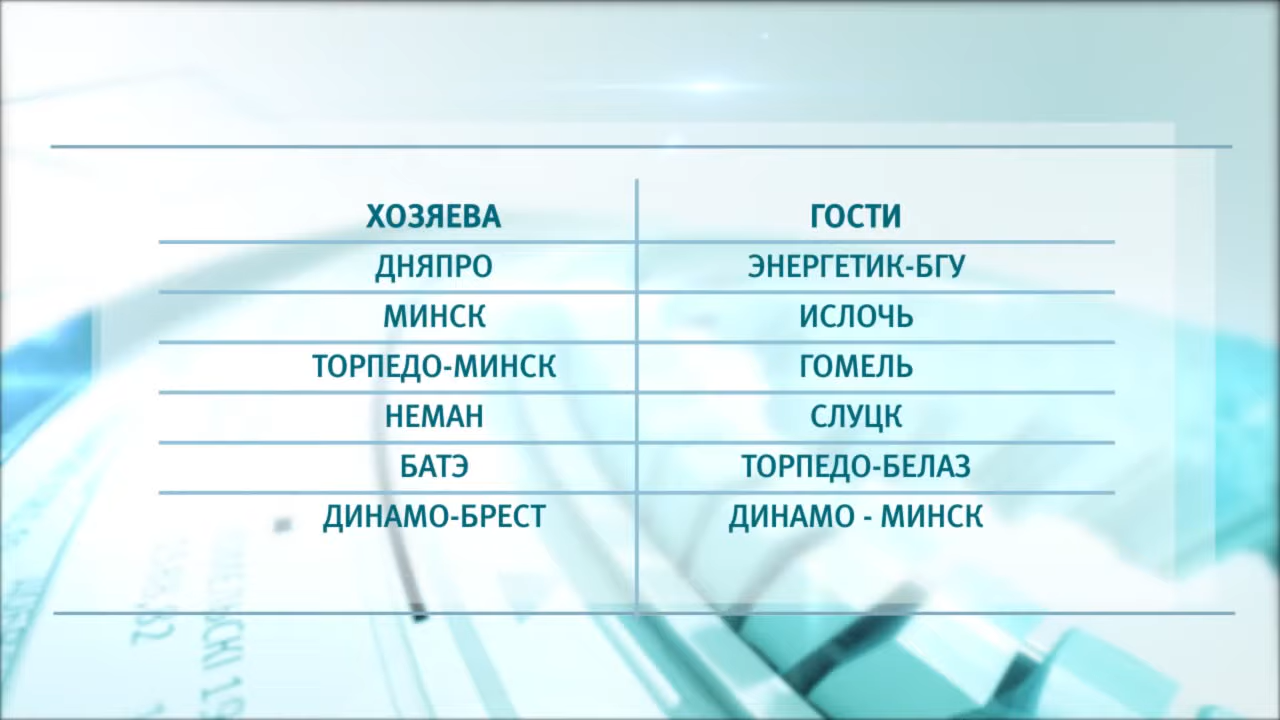 ХОЗЯЕВА ГОСТИ
ДНЯПРО ЭНЕРГЕТИК-БГУ
МИНСК ИСЛОЧЬ
ТОРПЕДО-МИНСК ГОМЕЛЬ
НЕМАН СЛУЦК
БАТЭ ТОРПЕДО-БЕЛАЗ
ДИНАМО-БРЕСТ ДИНАМО - МИНСК